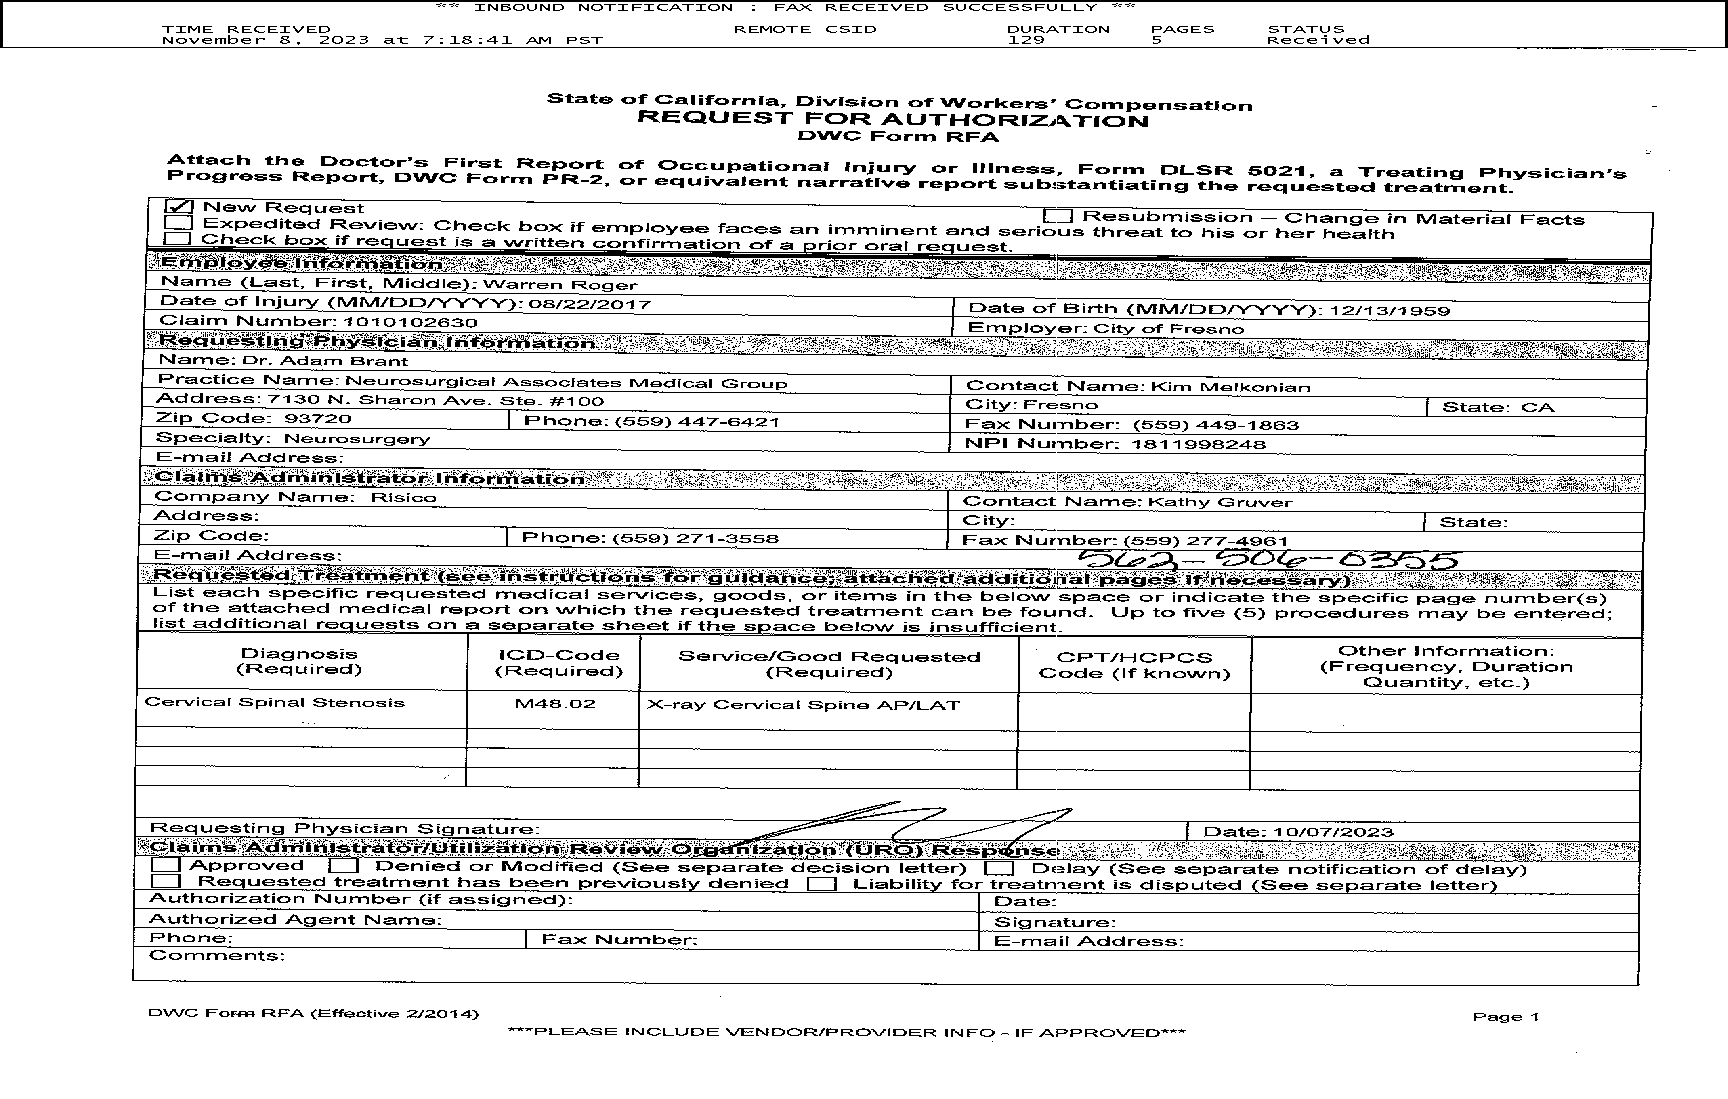 *** INBOUND NOTIFICATION : FAX RECEIVED SUCCESSFULLY **
TIME RECEIVED REMOTE CSID DURATION PAGES STATUS
November 8, 2023 at 7:18:41 AM PST 129 5 Received
State of California, Division of Workers' Compensation
REQUEST FOR AUTHORIZATION
DWC Form RFA
Attach the Doctor's First Report of Occupational Injury or Illness, Form DLSR 5021, a Treating Physician's
Progress Report, DWC Form PR-2, or equivalent narrative report substantiating the requested treatment.
New Request Resubmission – Change in Material Facts
Expedited Review: Check box if employee faces an imminent and serious threat to his or her health
Check box if request is a written confirmation of a prior oral request.
Employee Information
Name (Last, First, Middle): Warren Roger
Date of Injury (MM/DD/YYYY): 08/22/2017 Date of Birth (MM/DD/YYYY): 12/13/1959
Claim Number: 1010102630 Employer: City of Fresno
Requesting Physician Information
Name: Dr. Adam Brant
Practice Name: Neurosurgical Associates Medical Group Contact Name: Kim Melkonian
Address: 7130 N. Sharon Ave. Ste. #100 City: Fresno State: CA
Zip Code: 93720 Phone: (559) 447-6421 Fax Number: (559) 449-1863
Specialty: Neurosurgery NPI Number: 1811998248
E-mail Address:
Claims Administrator Information
Company Name: Risico Contact Name: Kathy Gruver
Address: City: State:
Zip Code: Phone: (559) 271-3558 Fax Number: (559) 277-4961
E-mail Address: 562-506-0355
Requested Treatment (see instructions for guidance; attached additional pages if necessary)
List each specific requested medical services, goods, or items in the below space or indicate the specific page number(s)
of the attached medical report on which the requested treatment can be found. Up to five (5) procedures may be entered;
list additional requests on a separate sheet if the space below is insufficient.
Diagnosis (Required) ICD-Code (Required) Service/Good Requested (Required) CPT/HCPCS Code (If known) Other Information: (Frequency, Duration Quantity, etc.)
Cervical Spinal Stenosis M48.02 X-ray Cervical Spine AP/LAT
Requesting Physician Signature: Date: 10/07/2023
Claims Administrator/Utilization Review Organization (URO) Response
Approved Denied or Modified (See separate decision letter) Delay (See separate notification of delay)
Requested treatment has been previously denied Liability for treatment is disputed (See separate letter)
Authorization Number (if assigned): Date:
Authorized Agent Name: Signature:
Phone: Fax Number: E-mail Address:
Comments:
DWC Form RFA (Effective 2/2014) Page 1
***PLEASE INCLUDE VENDOR/PROVIDER INFO - IF APPROVED***